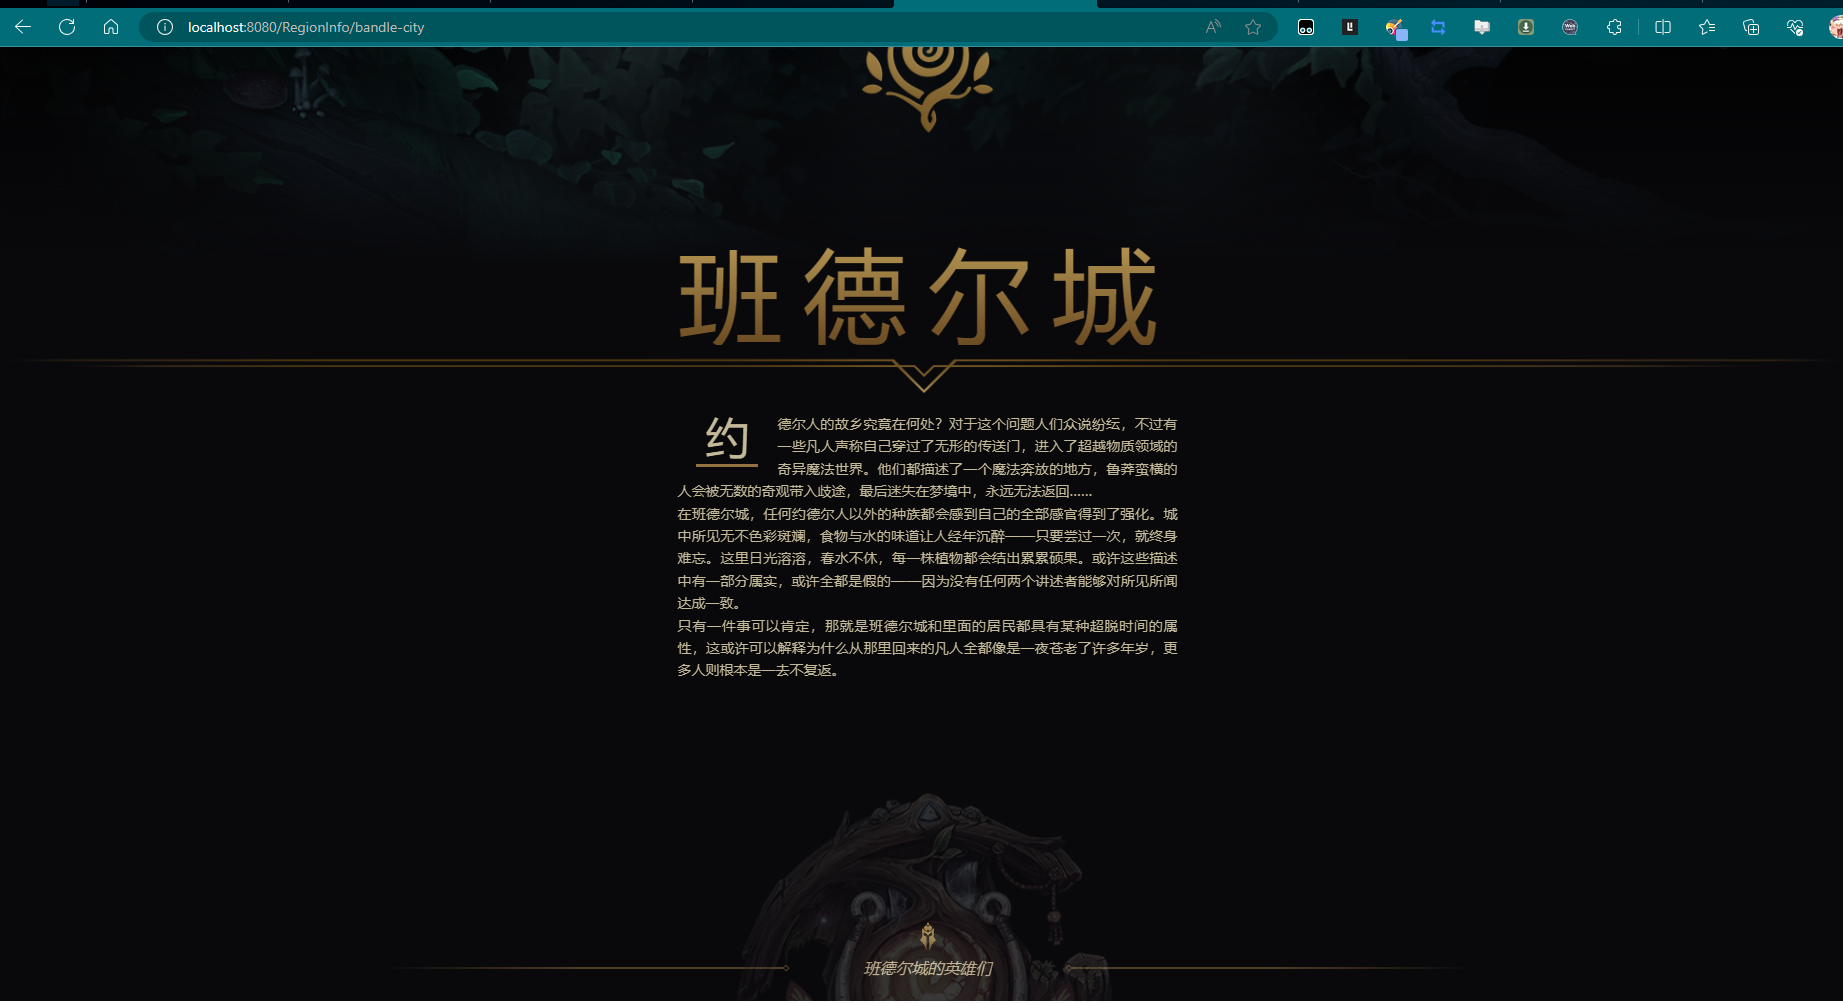 localhost:8080/RegionInfo/bandle-city
班德尔城
约
德尔人的故乡究竟在何处？对于这个问题人们众说纷纭，不过有
一些凡人声称自己穿过了无形的传送门，进入了超越物质领域的
奇异魔法世界。他们都描述了一个魔法奔放的地方，鲁莽蛮横的
人会被无数的奇观带入歧途，最后迷失在梦境中，永远无法返回……
在班德尔城，任何约德尔人以外的种族都会感到自己的全部感官得到了强化。城
中所见无不色彩斑斓，食物与水的味道让人经年沉醉——只要尝过一次，就终身
难忘。这里日光溶溶，春水不休，每一株植物都会结出累累硕果。或许这些描述
中有一部分属实，或许全都是假的——因为没有任何两个讲述者能够对所见所闻
达成一致。
只有一件事可以肯定，那就是班德尔城和里面的居民都具有某种超脱时间的属
性，这或许可以解释为什么从那里回来的凡人全都像是一夜苍老了许多年岁，更
多人则根本是一去不复返。
班德尔城的英雄们